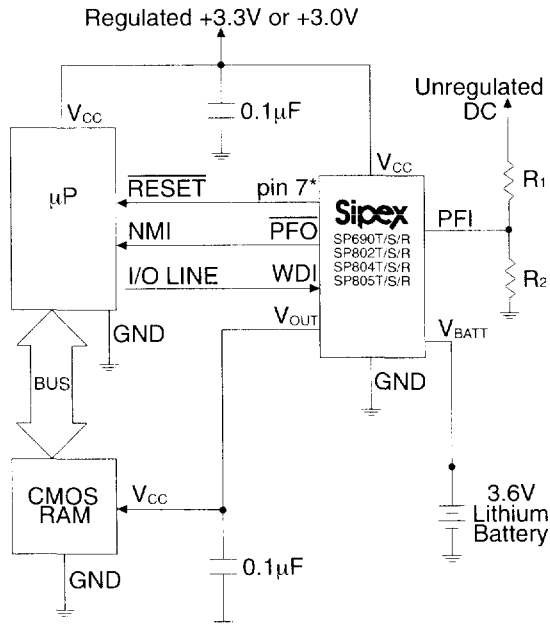 Regulated +3.3V or +3.0V
0.1µF
Unregulated
DC
VCC
VCC
µP
R1
RESET
pin 7*
Sipex
SP690T/S/R
SP802T/S/R
SP804T/S/R
SP805T/S/R
NMI
PFO
PFI
I/O LINE
WDI
R2
VOUT
VBATT
GND
GND
BUS
CMOS
RAM
VCC
3.6V
Lithium
Battery
GND
0.1µF